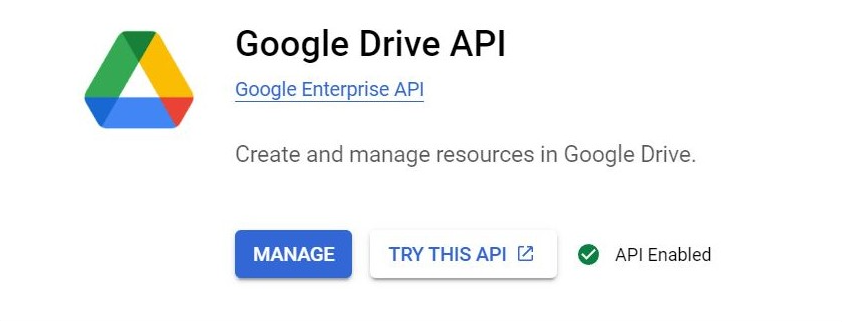 Google Drive API
Google Enterprise API
Create and manage resources in Google Drive.
MANAGE TRY THIS API API Enabled